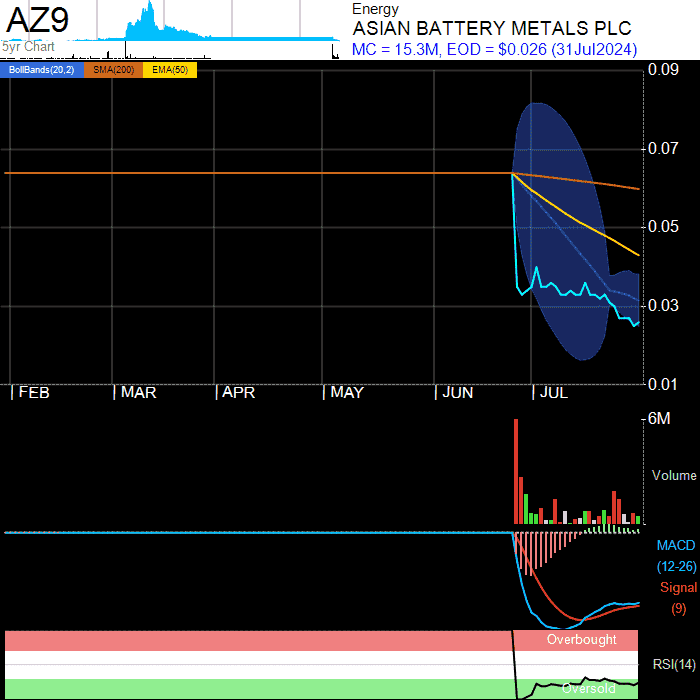 AZ9
5yr Chart
Energy
ASIAN BATTERY METALS PLC
MC = 15.3M, EOD = $0.026 (31Jul2024)
BollBands(20,2) SMA(200) EMA(50)
0.09
0.07
0.05
0.03
0.01
| FEB | MAR | APR | MAY | JUN | JUL
6M
Volume
MACD
(12-26)
Signal
(9)
Overbought
RSI(14)
Oversold